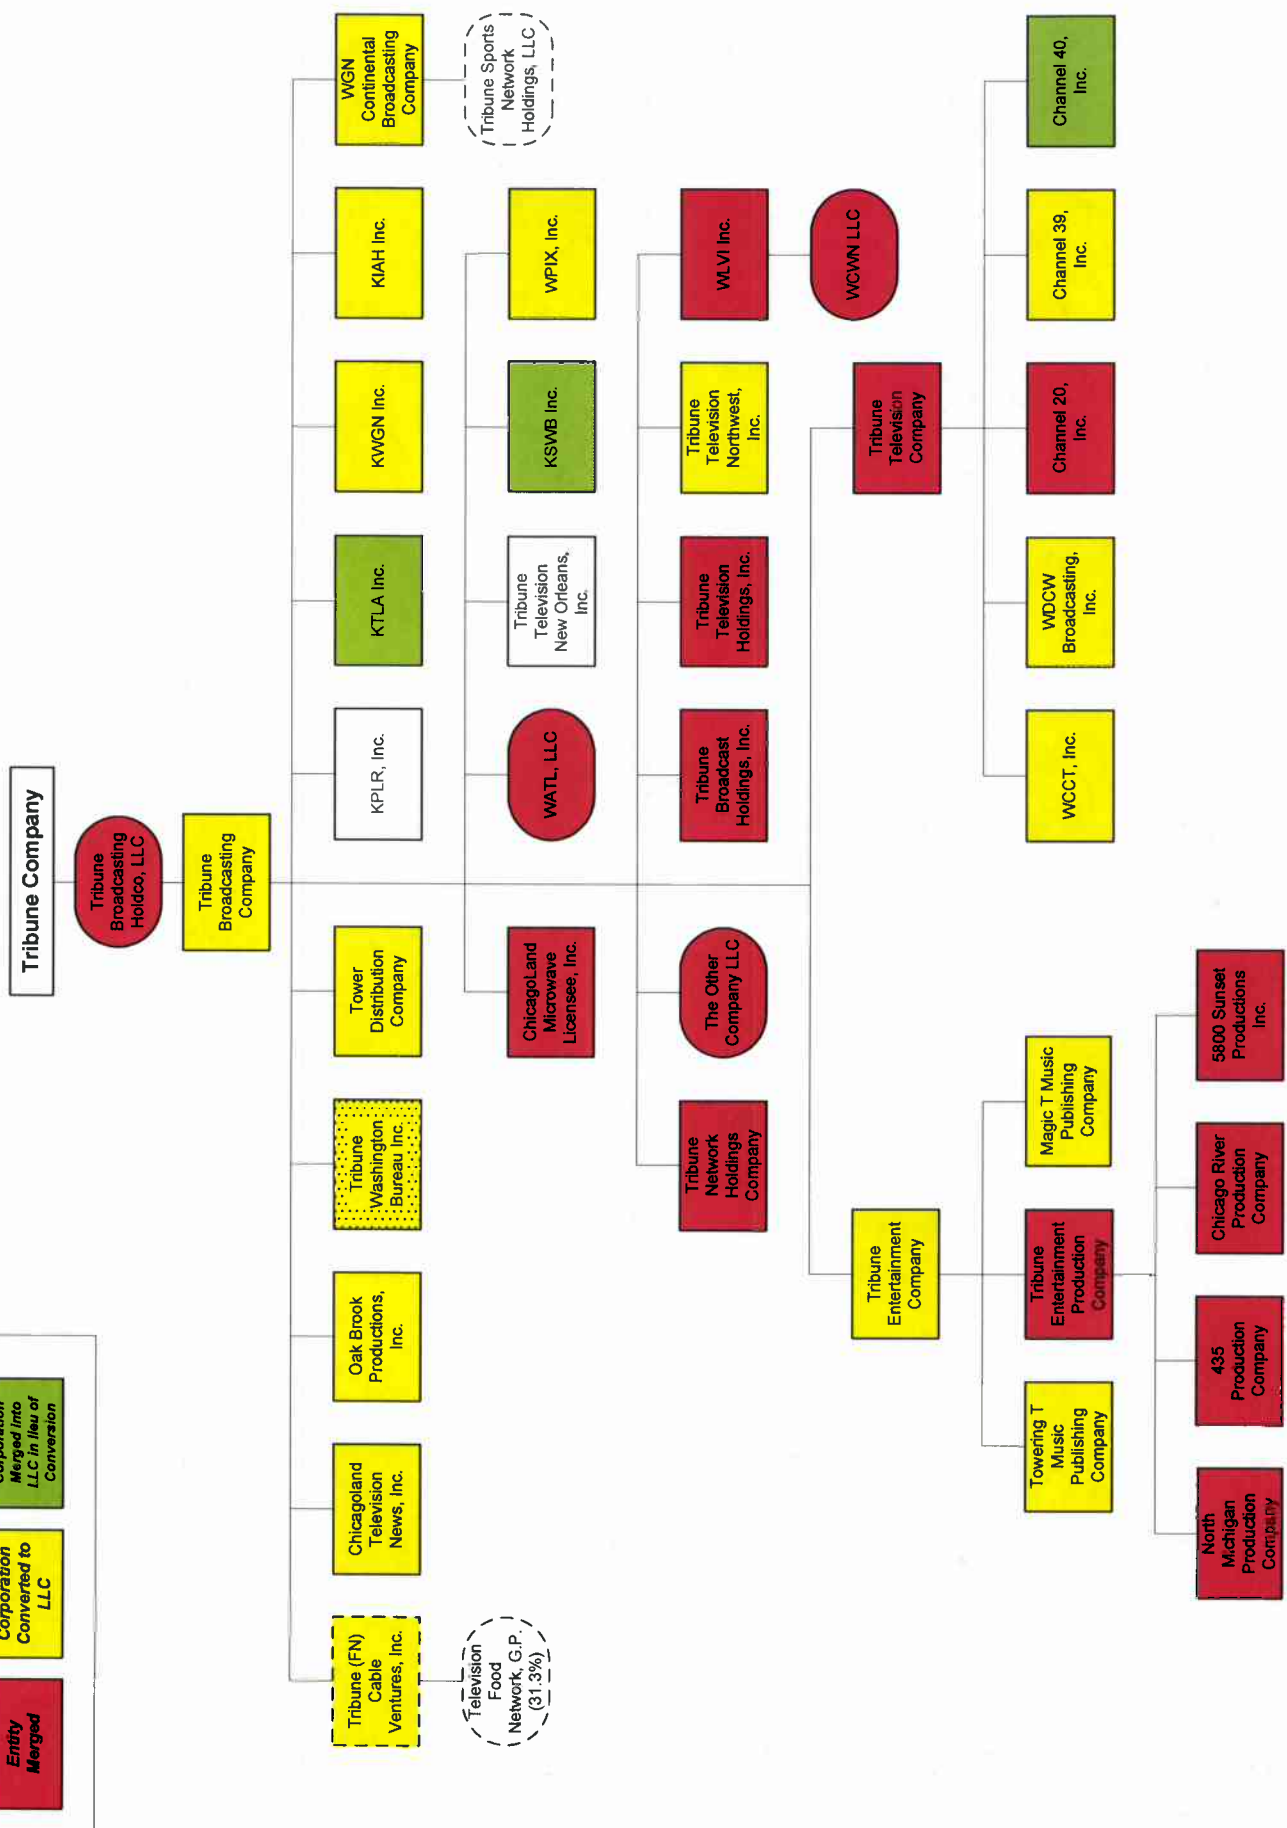 Tribune Company
Tribune
Broadcasting
Holdco, LLC
Tribune
Broadcasting
Company
Tribune (FN)
Cable
Ventures, Inc.
Chicagoland
Television
News, Inc.
Oak Brook
Productions,
Inc.
Tribune
Washington
Bureau Inc.
Tower
Distribution
Company
KPLR, Inc.
KTLA Inc.
KWGN Inc.
KIAH Inc.
WGN
Continental
Broadcasting
Company
Television
Food
Network, G.P.
(31.3%)
Tribune Sports
Network
Holdings, LLC
ChicagoLand
Microwave
Licensee, Inc.
WATL, LLC
Tribune
Television
New Orleans,
Inc.
KSWB Inc.
WPIX, Inc.
Tribune
Network
Holdings
Company
The Other
Company LLC
Tribune
Broadcast
Holdings, Inc.
Tribune
Television
Holdings, Inc.
Tribune
Television
Northwest,
Inc.
WLVI Inc.
WCWN LLC
Tribune
Entertainment
Company
Tribune
Television
Company
Towering T
Music
Publishing
Company
Tribune
Entertainment
Production
Company
Magic T Music
Publishing
Company
WCCT, Inc.
WDCW
Broadcasting,
Inc.
Channel 20,
Inc.
Channel 39,
Inc.
Channel 40,
Inc.
North
Michigan
Production
Company
435
Production
Company
Chicago River
Production
Company
5800 Sunset
Productions
Inc.
Entity
Merged
Corporation
Converted to
LLC
Corporation
Merged into
LLC in lieu of
Conversion